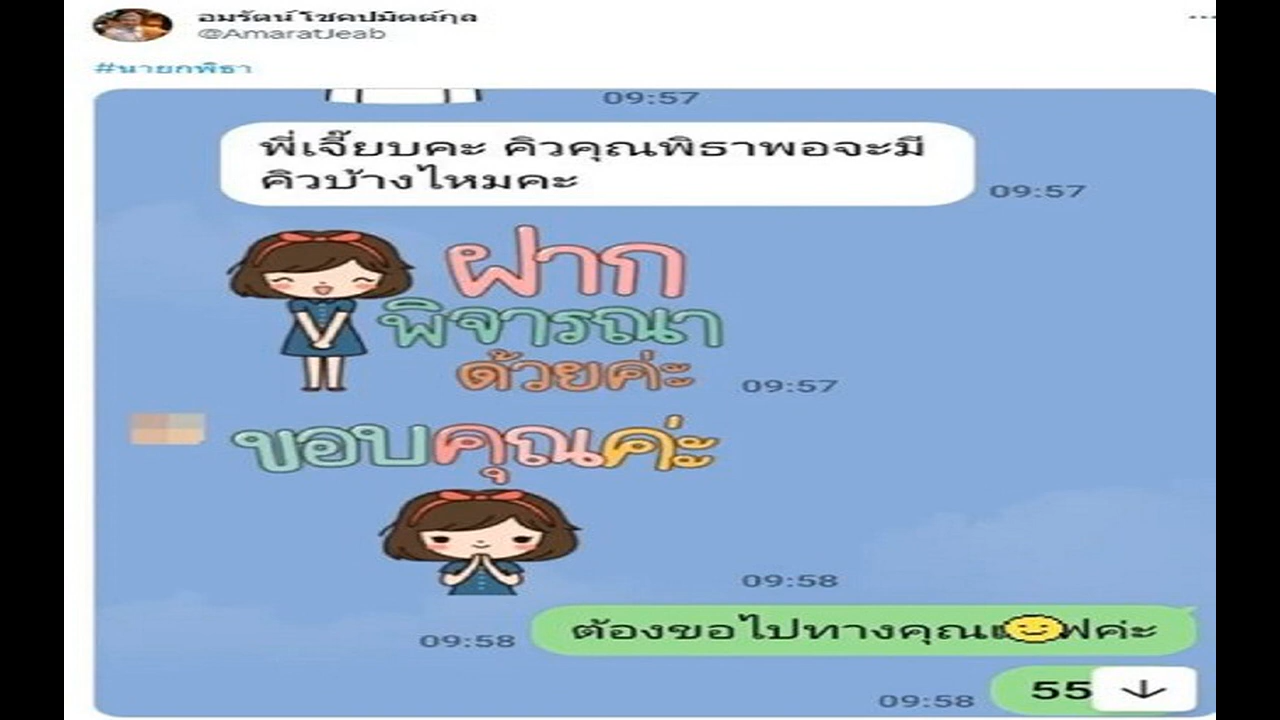 อมรัตน์ โชคปมิตต์กุล
@AmaratJeab
#นายกพิธา
09:57
พี่เจี๊ยบคะ คิวคุณพิธาพอจะมี
คิวบ้างไหมคะ
09:57
ฝาก
พิจารณา
ด้วยค่ะ
09:57
ขอบคุณค่ะ
09:58
ต้องขอไปทางคุณ ค่ะ
09:58
55
09:58